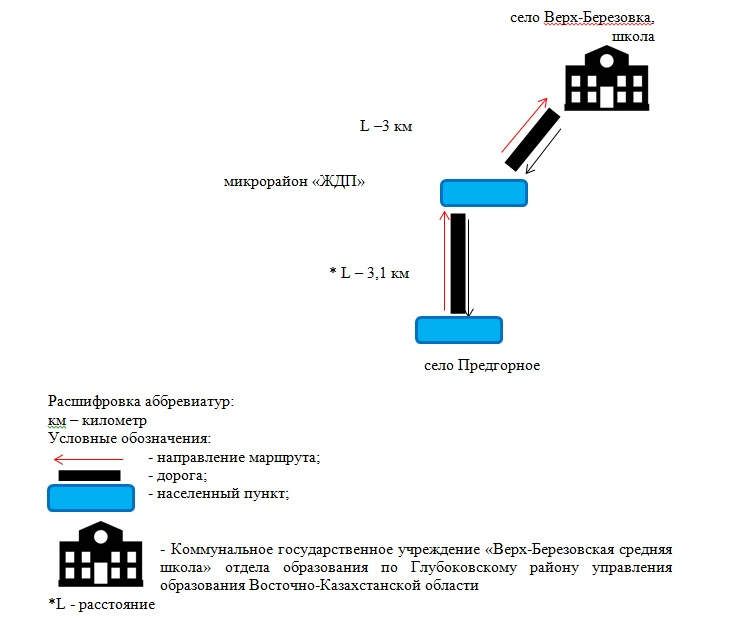 село Верх-Березовка,
школа
L –3 км
микрорайон «ЖДП»
* L – 3,1 км
село Предгорное
Расшифровка аббревиатур:
км – километр
Условные обозначения:
- направление маршрута;
- дорога;
- населенный пункт;
- Коммунальное государственное учреждение «Верх-Березовская средняя
школа» отдела образования по Глубоковскому району управления
образования Восточно-Казахстанской области
*L - расстояние